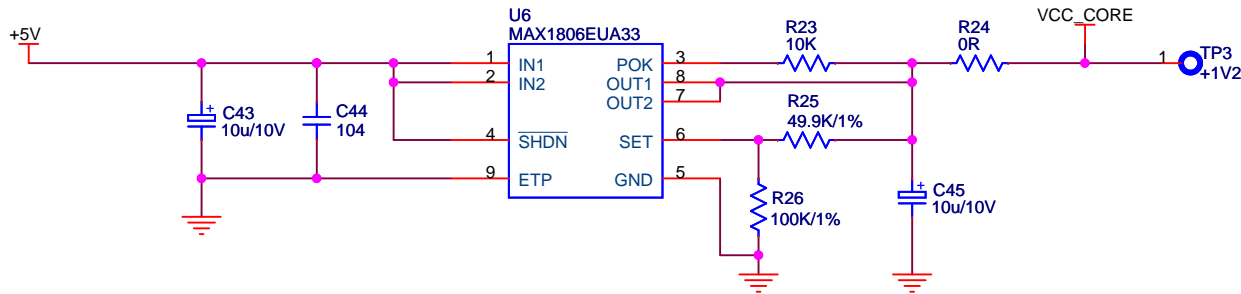 +5V
U6
MAX1806EUA33
R23
10K
R24
0R
VCC_CORE
TP3
+1V2
1
1
IN1
POK
3
2
IN2
OUT1
8
OUT2
7
C43
10u/10V
C44
104
R25
49.9K/1%
4
SHDN
SET
6
9
ETP
GND
5
R26
100K/1%
C45
10u/10V